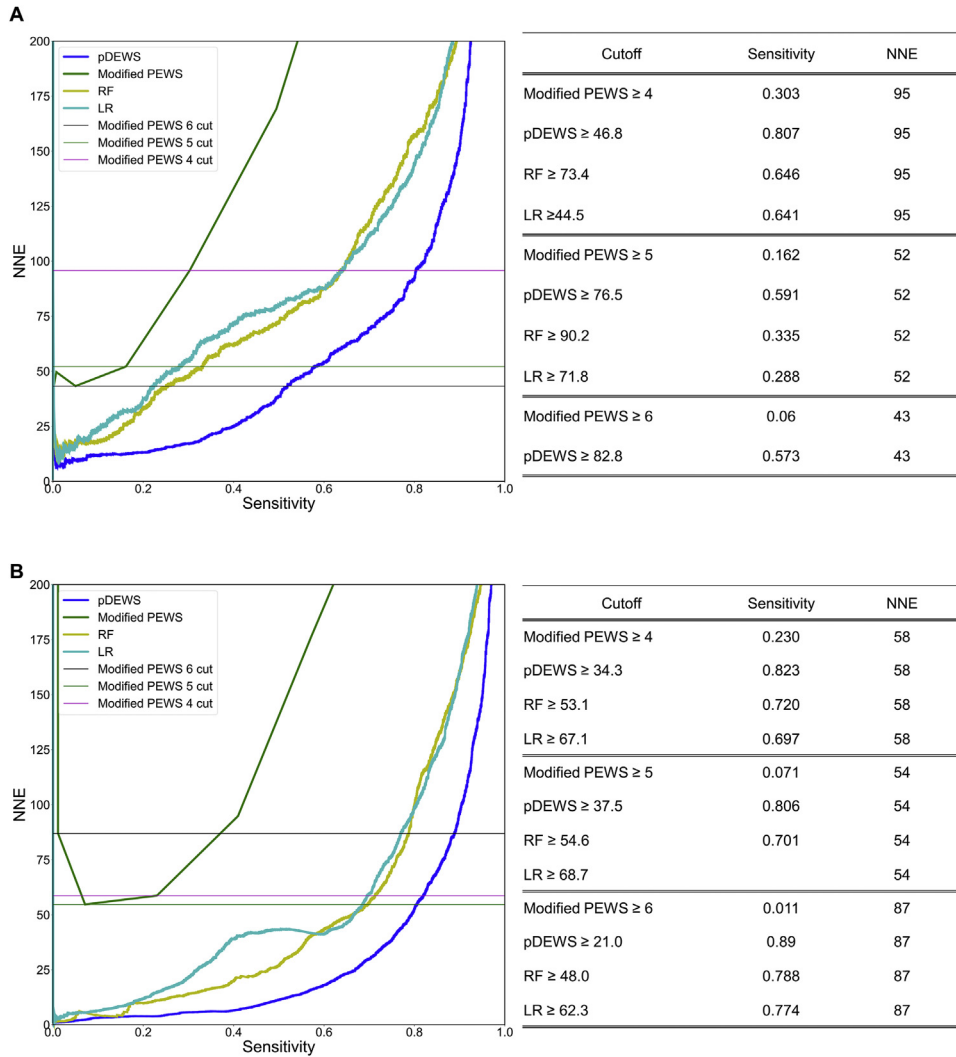 A
200
175
150
125
100
75
50
25
0
NNE
pDEWS
Modified PEWS
RF
LR
Modified PEWS 6 cut
Modified PEWS 5 cut
Modified PEWS 4 cut
0.0 0.2 0.4 0.6 0.8 1.0
Sensitivity
Cutoff Sensitivity NNE
Modified PEWS ≥ 4 0.303 95
pDEWS ≥ 46.8 0.807 95
RF ≥ 73.4 0.646 95
LR ≥44.5 0.641 95
Modified PEWS ≥ 5 0.162 52
pDEWS ≥ 76.5 0.591 52
RF ≥ 90.2 0.335 52
LR ≥ 71.8 0.288 52
Modified PEWS ≥ 6 0.06 43
pDEWS ≥ 82.8 0.573 43
B
200
175
150
125
100
75
50
25
0
NNE
pDEWS
Modified PEWS
RF
LR
Modified PEWS 6 cut
Modified PEWS 5 cut
Modified PEWS 4 cut
0.0 0.2 0.4 0.6 0.8 1.0
Sensitivity
Cutoff Sensitivity NNE
Modified PEWS ≥ 4 0.230 58
pDEWS ≥ 34.3 0.823 58
RF ≥ 53.1 0.720 58
LR ≥ 67.1 0.697 58
Modified PEWS ≥ 5 0.071 54
pDEWS ≥ 37.5 0.806 54
RF ≥ 54.6 0.701 54
LR ≥ 68.7 54
Modified PEWS ≥ 6 0.011 87
pDEWS ≥ 21.0 0.89 87
RF ≥ 48.0 0.788 87
LR ≥ 62.3 0.774 87